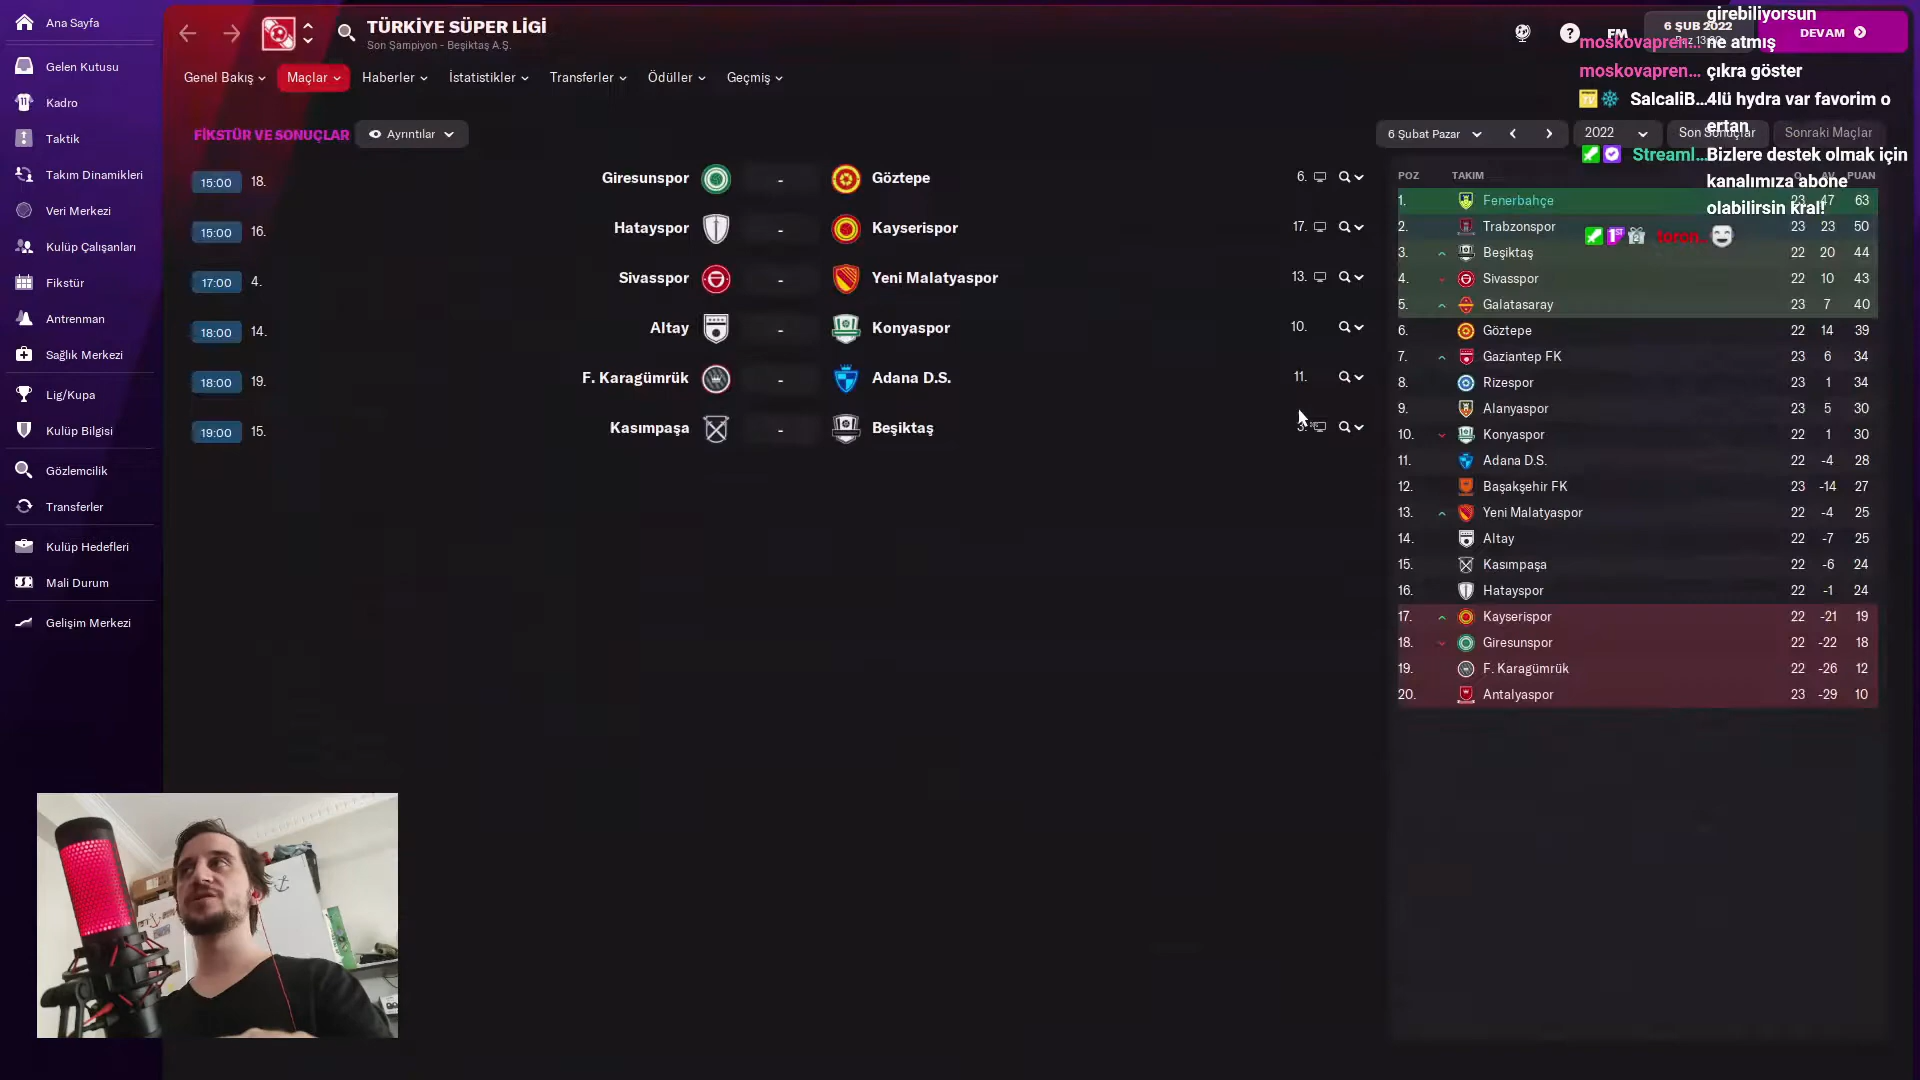 Ana Sayfa
Gelen Kutusu
Kadro
Taktik
Takım Dinamikleri
Veri Merkezi
Kulüp Çalışanları
Fikstür
Antrenman
Sağlık Merkezi
Lig/Kupa
Kulüp Bilgisi
Gözlemcilik
Transferler
Kulüp Hedefleri
Mali Durum
Gelişim Merkezi
TÜRKİYE SÜPER LİGİ
Son Şampiyon - Beşiktaş A.Ş.
FM
6 ŞUB 2022
DEVAM
Genel Bakış
Maçlar
Haberler
İstatistikler
Transferler
Ödüller
Geçmiş
FİKSTÜR VE SONUÇLAR
Ayrıntılar
6 Şubat Pazar
2022
Son Sonuçlar
Sonraki Maçlar
15:00 18. Giresunspor - Göztepe 6.
15:00 16. Hatayspor - Kayserispor 17.
17:00 4. Sivasspor - Yeni Malatyaspor 13.
18:00 14. Altay - Konyaspor 10.
18:00 19. F. Karagümrük - Adana D.S. 11.
19:00 15. Kasımpaşa - Beşiktaş 3.
girebiliyorsun
moskovapren... ne atmış
moskovapren... çıkra göster
SalcaliB... 4lü hydra var favorim o
ertan
Streaml... Bizlere destek olmak için
kanalımıza abone
olabilirsin kral!
POZ TAKIM AV PUAN
1. Fenerbahçe 23 47 63
2. Trabzonspor 23 23 50
3. Beşiktaş 22 20 44
4. Sivasspor 22 10 43
5. Galatasaray 23 7 40
6. Göztepe 22 14 39
7. Gaziantep FK 23 6 34
8. Rizespor 23 1 34
9. Alanyaspor 23 5 30
10. Konyaspor 22 1 30
11. Adana D.S. 22 -4 28
12. Başakşehir FK 23 -14 27
13. Yeni Malatyaspor 22 -4 25
14. Altay 22 -7 25
15. Kasımpaşa 22 -6 24
16. Hatayspor 22 -1 24
17. Kayserispor 22 -21 19
18. Giresunspor 22 -22 18
19. F. Karagümrük 22 -26 12
20. Antalyaspor 23 -29 10